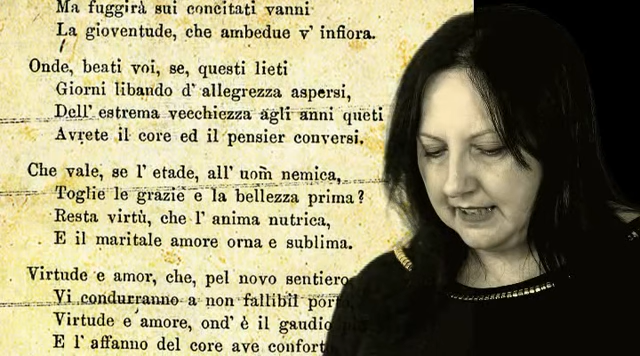 Ma fuggirà sui concitati vanni
La gioventude, che ambedue v' infiora.
Onde, beati voi, se, questi lieti
Giorni libando d' allegrezza aspersi,
Dell' estrema vecchiezza agli anni queti
Avrete il core ed il pensier conversi.
Che vale, se l' etade, all' uom nemica,
Toglie le grazie e la bellezza prima?
Resta virtù, che l' anima nutrica,
E il maritale amore orna e sublima.
Virtude e amor, che, pel novo sentiero
Vi condurranno a non fallibil
Virtude e amore, ond' è il gaudio
E l' affanno del core ave